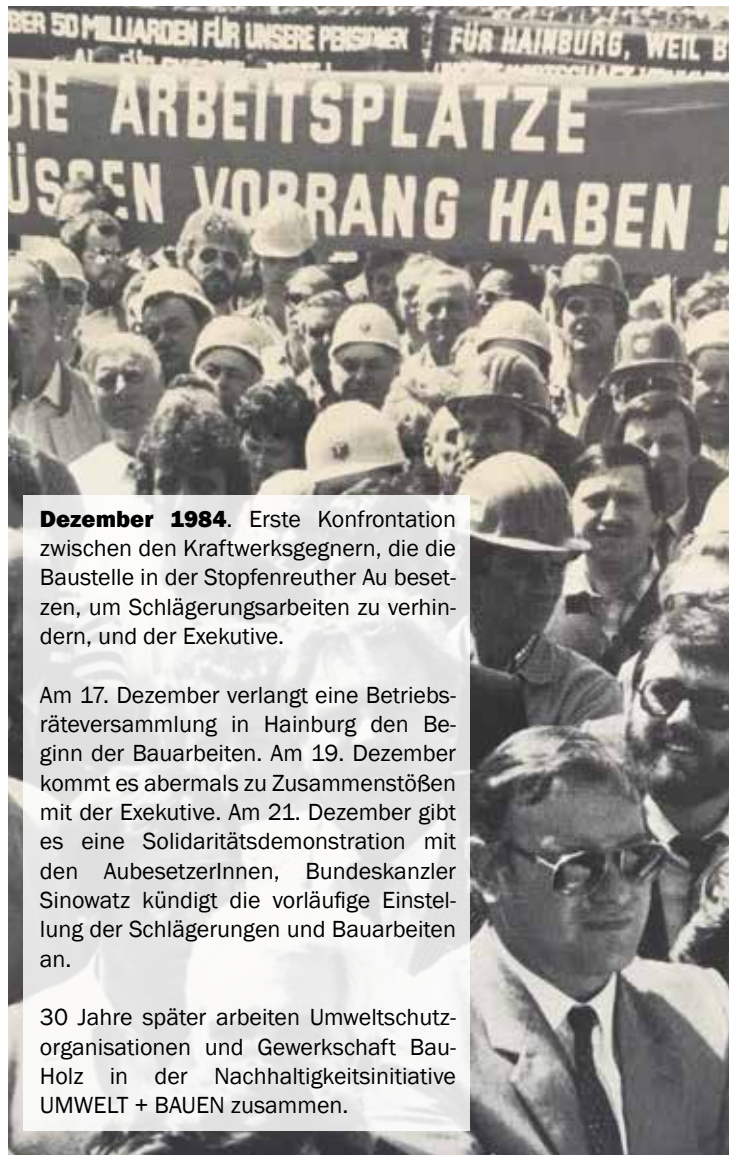 BER 50 MILLIARDEN FÜR UNSERE PENSIONEN
FÜR HAINBURG, WEIL B
DIE ARBEITSPLÄTZE
ÜSSEN VORRANG HABEN !
Dezember 1984. Erste Konfrontation
zwischen den Kraftwerksgegnern, die die
Baustelle in der Stopfenreuther Au beset-
zen, um Schlägerungsarbeiten zu verhin-
dern, und der Exekutive.
Am 17. Dezember verlangt eine Betriebs-
räteversammlung in Hainburg den Be-
ginn der Bauarbeiten. Am 19. Dezember
kommt es abermals zu Zusammenstößen
mit der Exekutive. Am 21. Dezember gibt
es eine Solidaritätsdemonstration mit
den AubesetzerInnen, Bundeskanzler
Sinowatz kündigt die vorläufige Einstel-
lung der Schlägerungen und Bauarbeiten
an.
30 Jahre später arbeiten Umweltschutz-
organisationen und Gewerkschaft Bau-
Holz in der Nachhaltigkeitsinitiative
UMWELT + BAUEN zusammen.